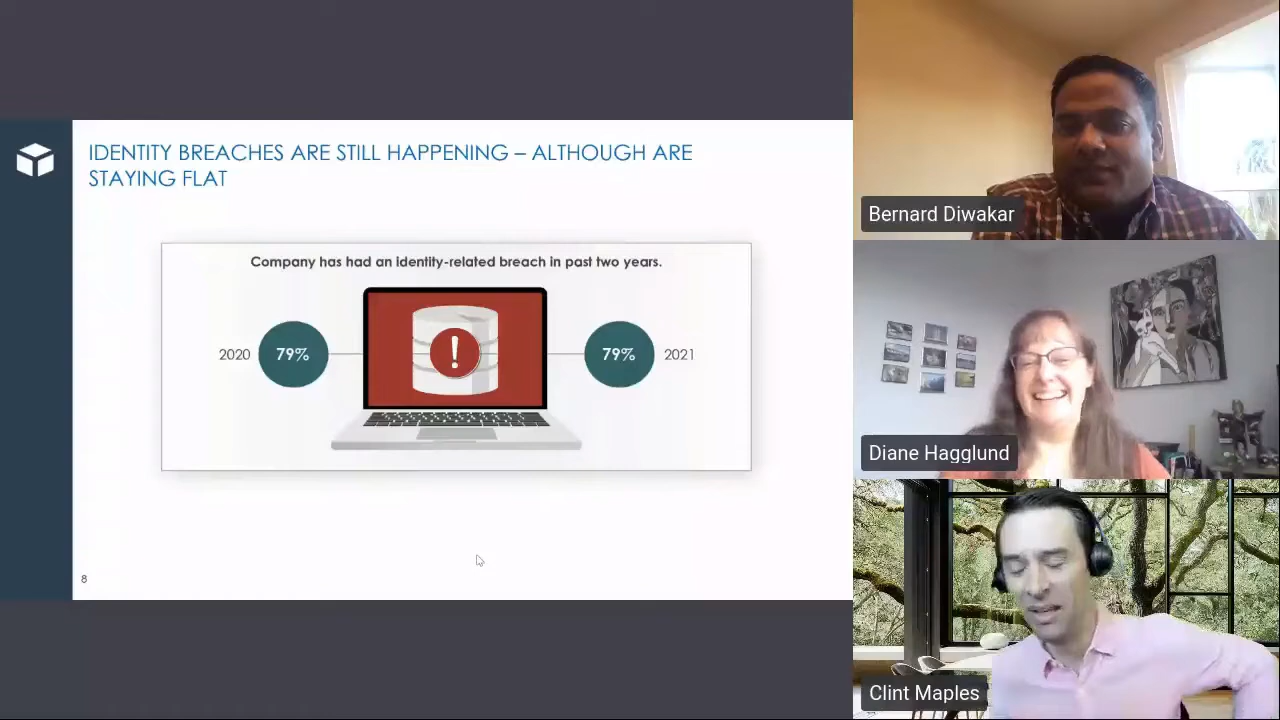 IDENTITY BREACHES ARE STILL HAPPENING – ALTHOUGH ARE
STAYING FLAT
Company has had an identity-related breach in past two years.
2020
79%
!
79%
2021
8
Bernard Diwakar
Diane Hagglund
Clint Maples